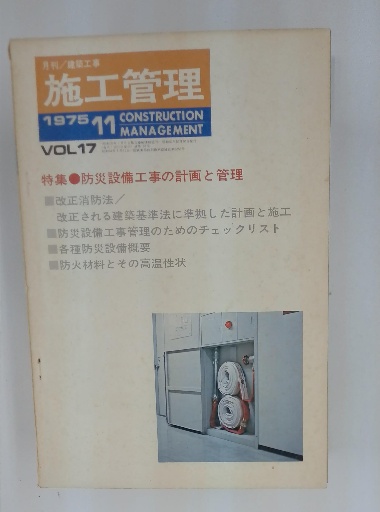 月刊／建築工事
施工管理
1975 11 CONSTRUCTION
MANAGEMENT
VOL17
特集●防災設備工事の計画と管理
■改正消防法／
改正される建築基準法に準拠した計画と施工
■防災設備工事管理のためのチェックリスト
■各種防災設備概要
■防火材料とその高温性状